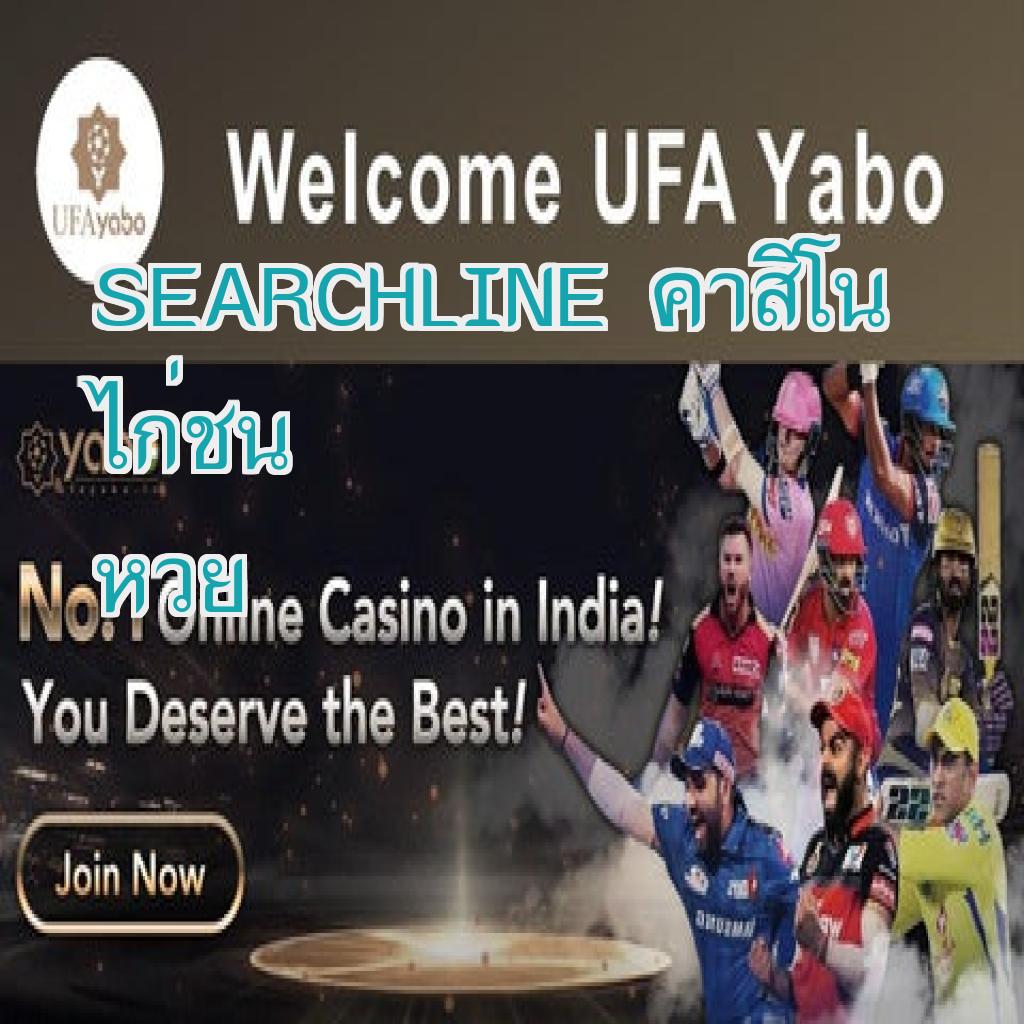 UFAyabo
Welcome UFA Yabo
SEARCHLINE คาสิโน
ไก่ชน
หวย
No.1 Online Casino in India!
You Deserve the Best!
Join Now
22